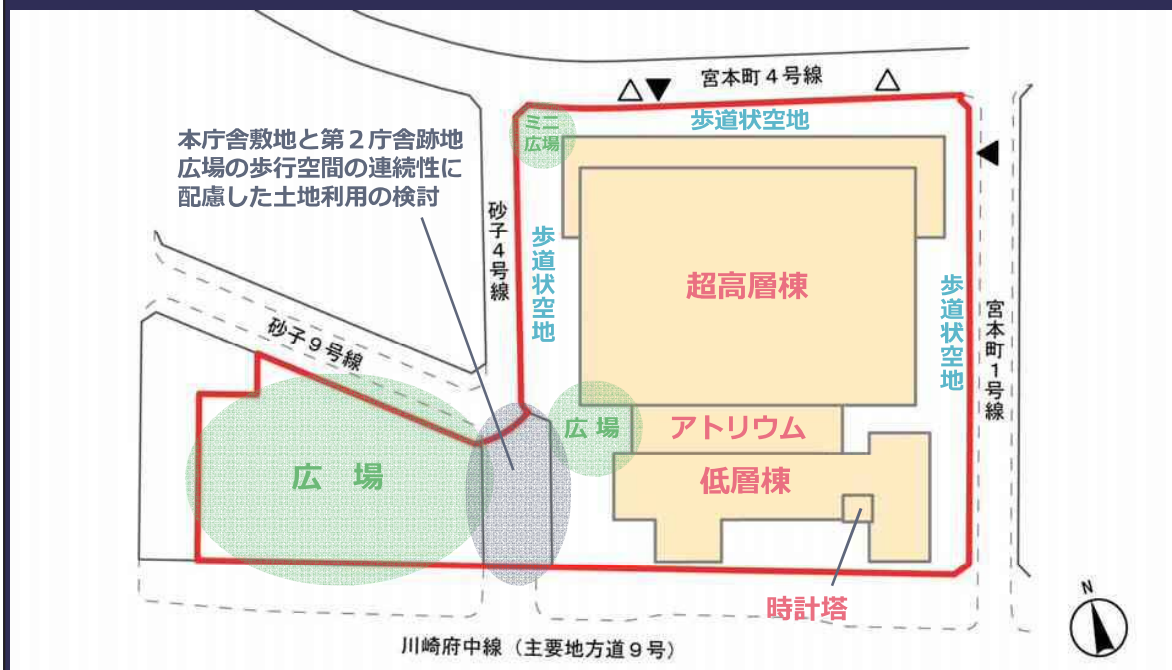 宮本町4号線
ミニ
広場
歩道状空地
本庁舎敷地と第2庁舎跡地
広場の歩行空間の連続性に
配慮した土地利用の検討
砂子4号線
歩道状空地
超高層棟
歩道状空地
宮本町1号線
砂子9号線
広場
アトリウム
広 場
低層棟
時計塔
N
川崎府中線（主要地方道9号）